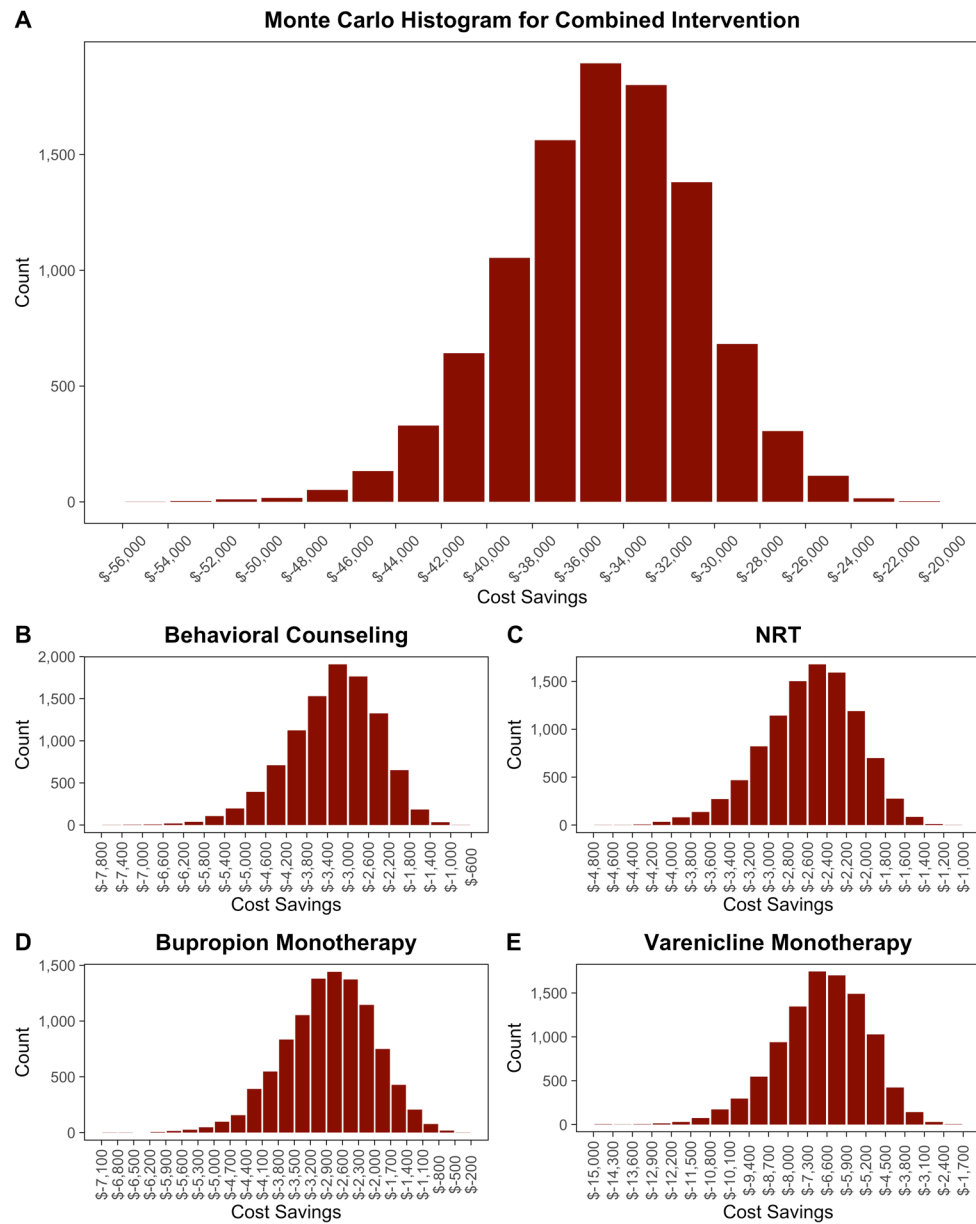 A
Monte Carlo Histogram for Combined Intervention
Count
1,500
1,000
500
0
$-56,000 $-54,000 $-52,000 $-50,000 $-48,000 $-46,000 $-44,000 $-42,000 $-40,000 $-38,000 $-36,000 $-34,000 $-32,000 $-30,000 $-28,000 $-26,000 $-24,000 $-22,000 $-20,000
Cost Savings
B
Behavioral Counseling
Count
2,000
1,500
1,000
500
0
$-7,800 $-7,400 $-7,000 $-6,600 $-6,200 $-5,800 $-5,400 $-5,000 $-4,600 $-4,200 $-3,800 $-3,400 $-3,000 $-2,600 $-2,200 $-1,800 $-1,400 $-1,000 $-600
Cost Savings
C
NRT
Count
1,500
1,000
500
0
$-4,800 $-4,600 $-4,400 $-4,200 $-4,000 $-3,800 $-3,600 $-3,400 $-3,200 $-3,000 $-2,800 $-2,600 $-2,400 $-2,200 $-2,000 $-1,800 $-1,600 $-1,400 $-1,200 $-1,000
Cost Savings
D
Bupropion Monotherapy
Count
1,500
1,000
500
0
$-7,100 $-6,800 $-6,500 $-6,200 $-5,900 $-5,600 $-5,300 $-5,000 $-4,700 $-4,400 $-4,100 $-3,800 $-3,500 $-3,200 $-2,900 $-2,600 $-2,300 $-2,000 $-1,700 $-1,400 $-1,100 $-800 $-500 $-200
Cost Savings
E
Varenicline Monotherapy
Count
1,500
1,000
500
0
$-15,000 $-14,300 $-13,600 $-12,900 $-12,200 $-11,500 $-10,800 $-10,100 $-9,400 $-8,700 $-8,000 $-7,300 $-6,600 $-5,900 $-5,200 $-4,500 $-3,800 $-3,100 $-2,400 $-1,700
Cost Savings